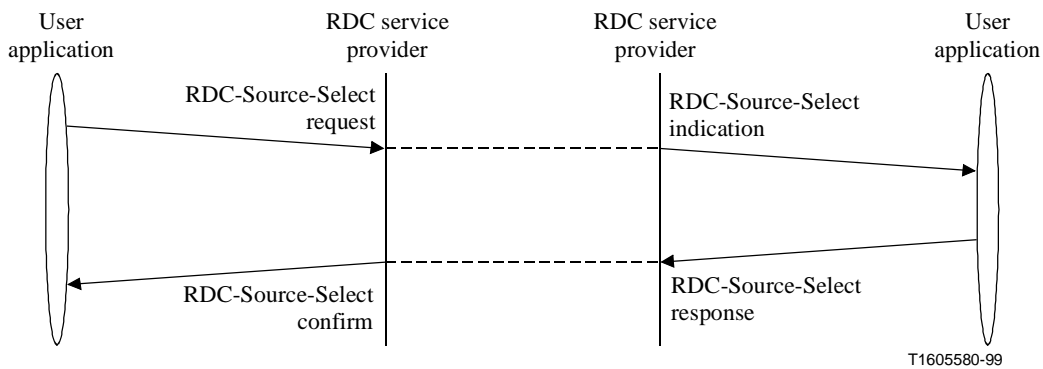 User
application
RDC service
provider
RDC service
provider
User
application
RDC-Source-Select
request
RDC-Source-Select
indication
RDC-Source-Select
confirm
RDC-Source-Select
response
T1605580-99